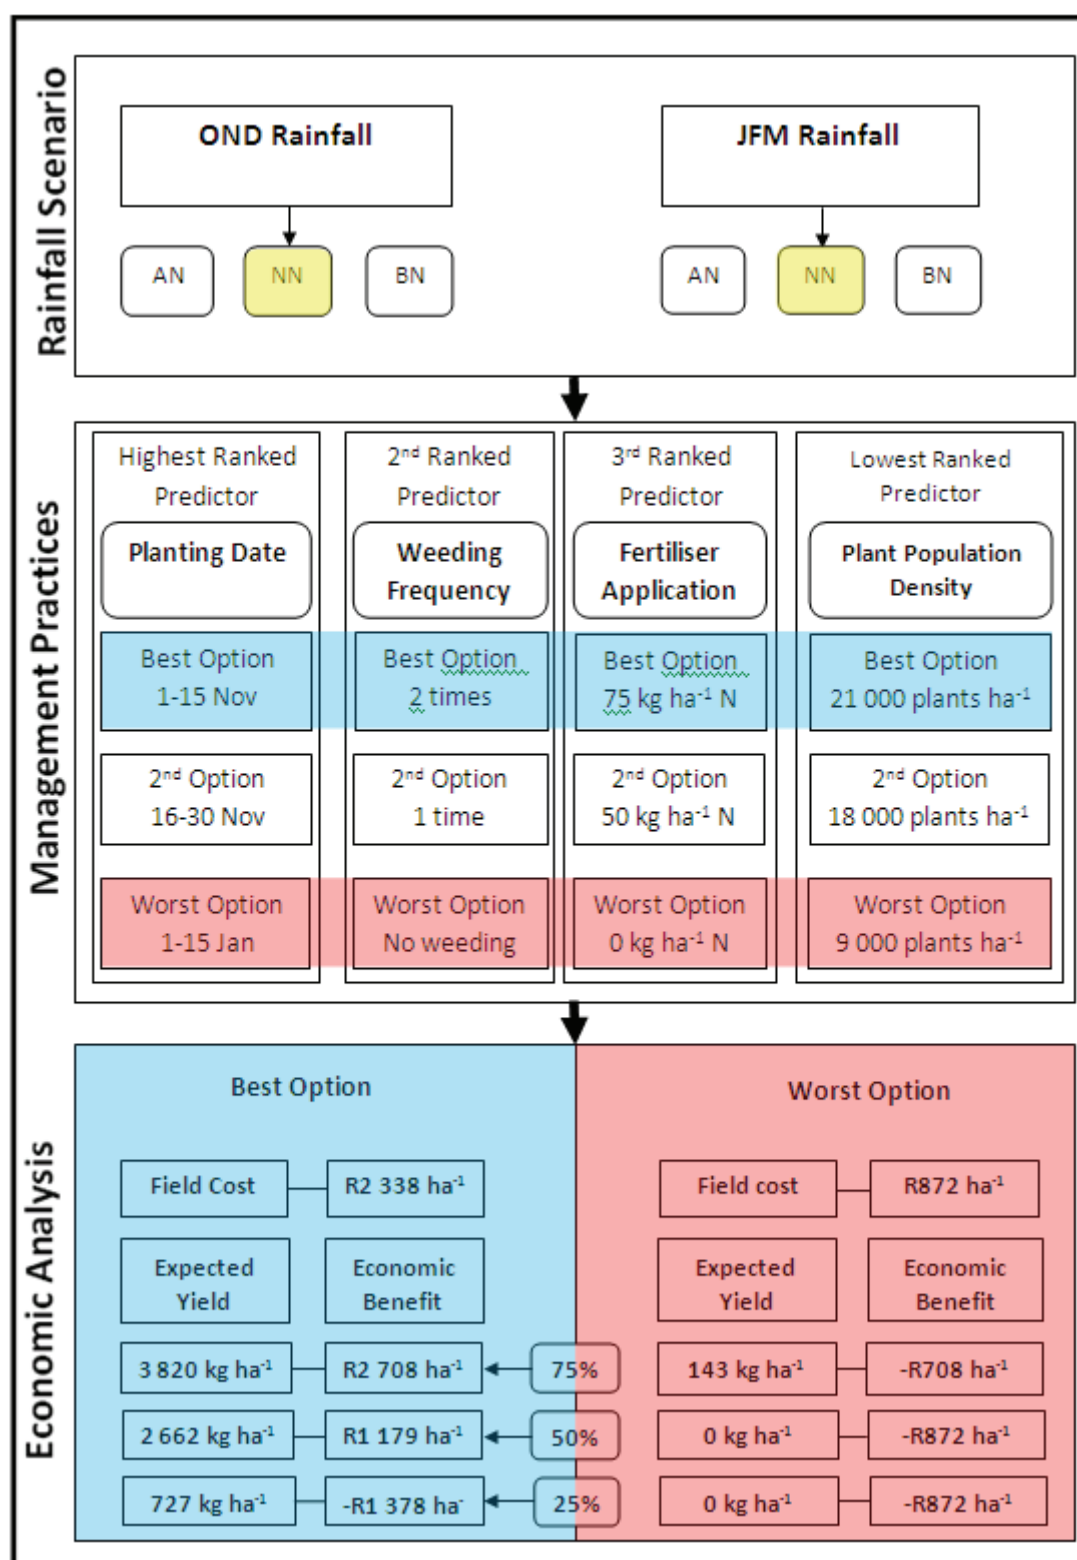 Rainfall Scenario
OND Rainfall
JFM Rainfall
AN
NN
BN
AN
NN
BN
Management Practices
Highest Ranked
Predictor
Planting Date
Best Option
1-15 Nov
2nd Option
16-30 Nov
Worst Option
1-15 Jan
2nd Ranked
Predictor
Weeding
Frequency
Best Option
2 times
2nd Option
1 time
Worst Option
No weeding
3rd Ranked
Predictor
Fertiliser
Application
Best Option
75 kg ha⁻¹ N
2nd Option
50 kg ha⁻¹ N
Worst Option
0 kg ha⁻¹ N
Lowest Ranked
Predictor
Plant Population
Density
Best Option
21 000 plants ha⁻¹
2nd Option
18 000 plants ha⁻¹
Worst Option
9 000 plants ha⁻¹
Economic Analysis
Best Option
Field Cost
R2 338 ha⁻¹
Expected
Yield
Economic
Benefit
3 820 kg ha⁻¹
R2 708 ha⁻¹
75%
2 662 kg ha⁻¹
R1 179 ha⁻¹
50%
727 kg ha⁻¹
-R1 378 ha⁻
25%
Worst Option
Field cost
R872 ha⁻¹
Expected
Yield
Economic
Benefit
143 kg ha⁻¹
-R708 ha⁻¹
0 kg ha⁻¹
-R872 ha⁻¹
0 kg ha⁻¹
-R872 ha⁻¹